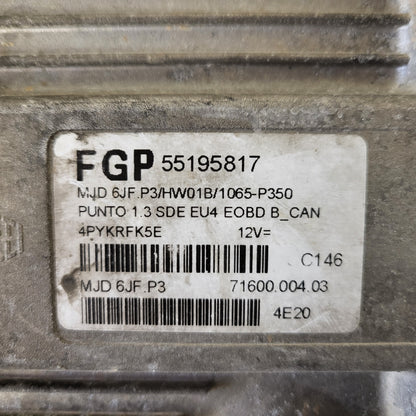 FGP 55195817
MJD 6JF.P3/HW01B/1065-P350
PUNTO 1.3 SDE EU4 EOBD B_CAN
4PYKRFK5E 12V=
C146
MJD 6JF.P3 71600.004.03
4E20